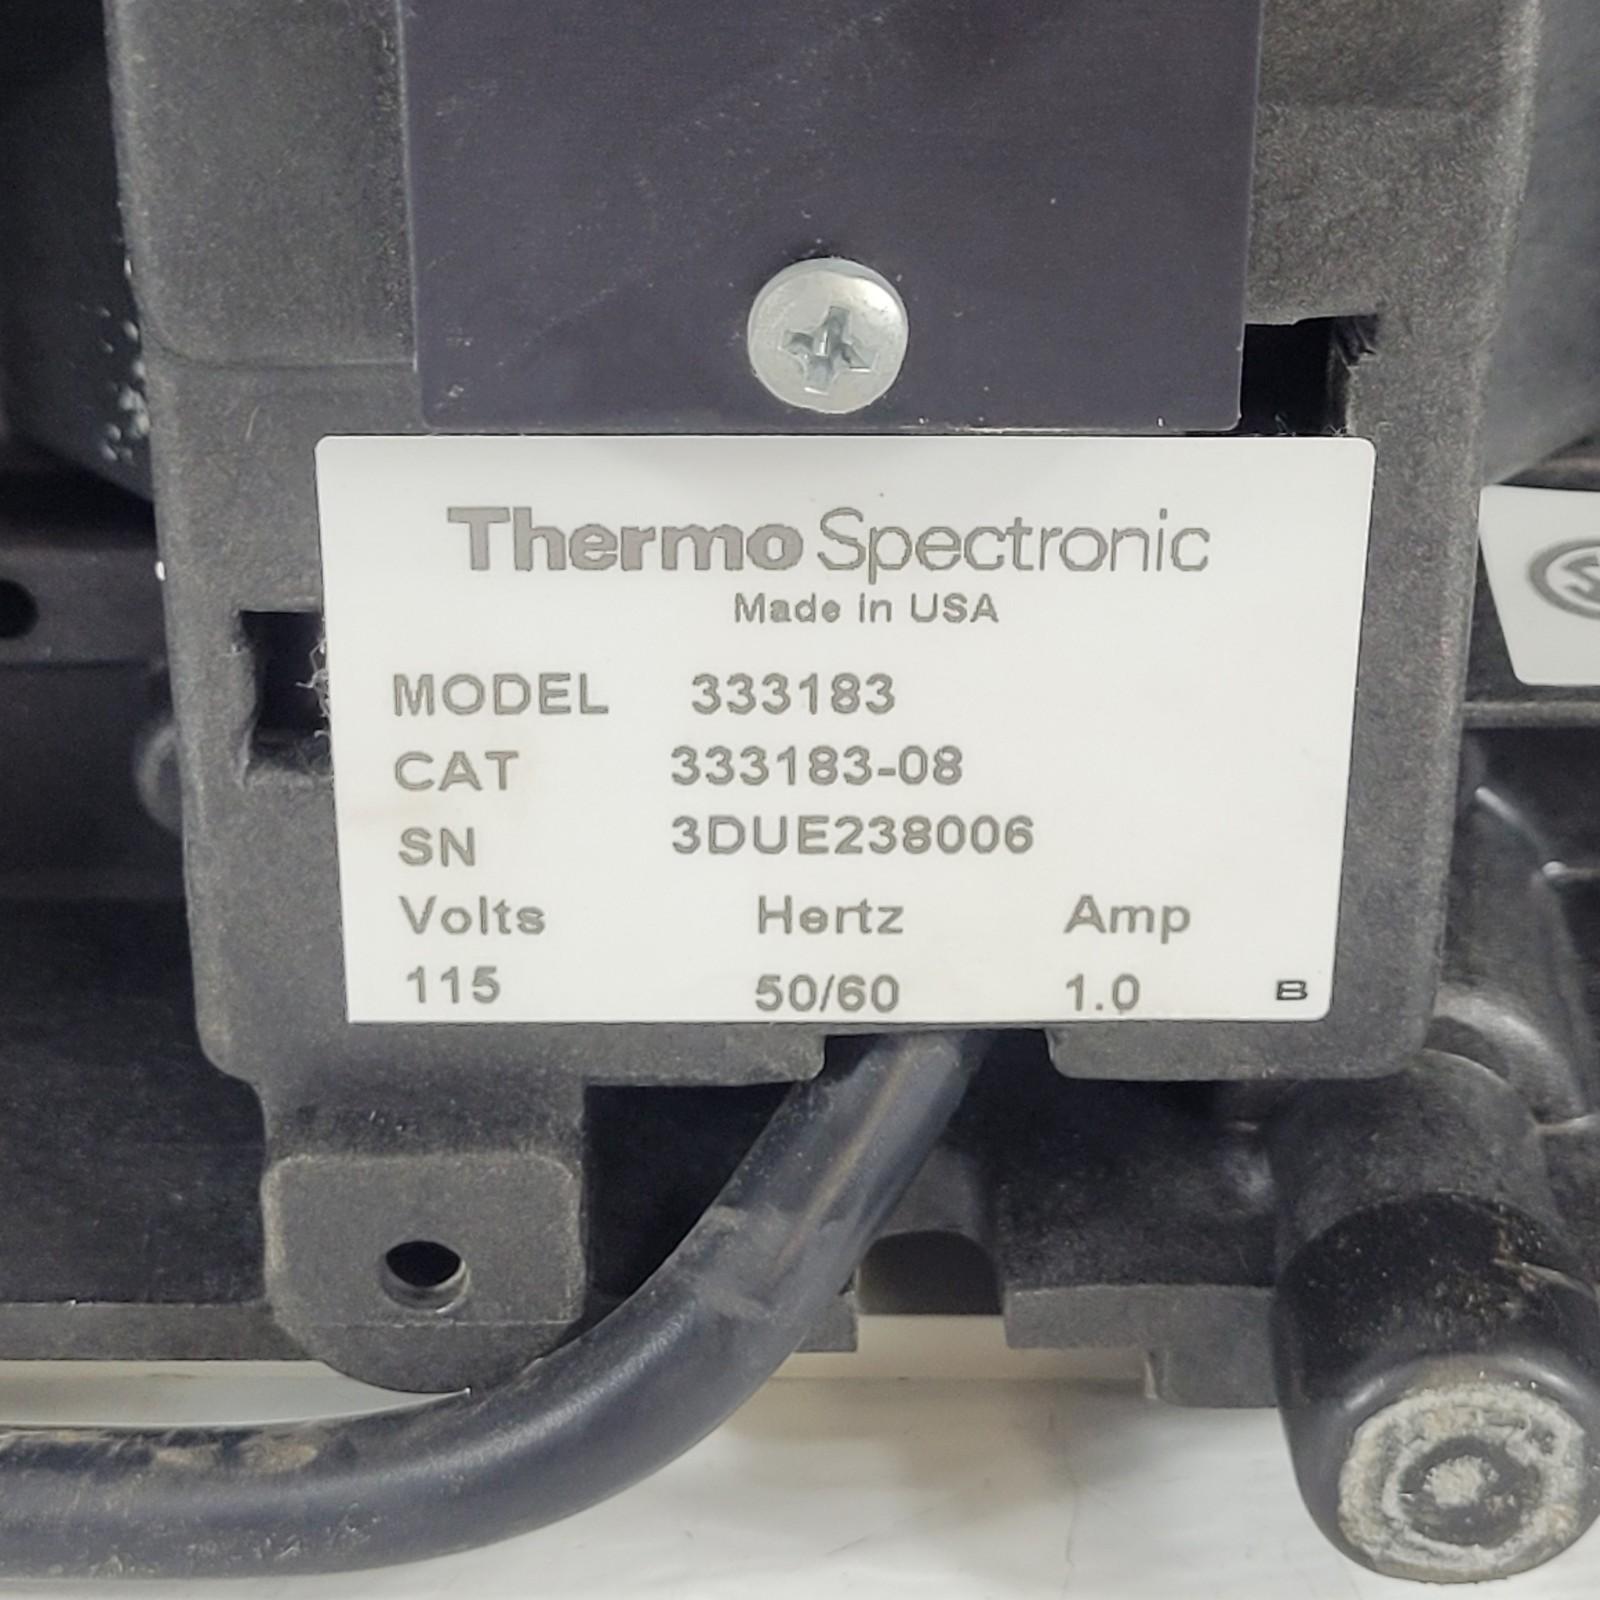 Thermo Spectronic
Made in USA
MODEL 333183
CAT 333183-08
SN 3DUE238006
Volts Hertz Amp
115 50/60 1.0 B